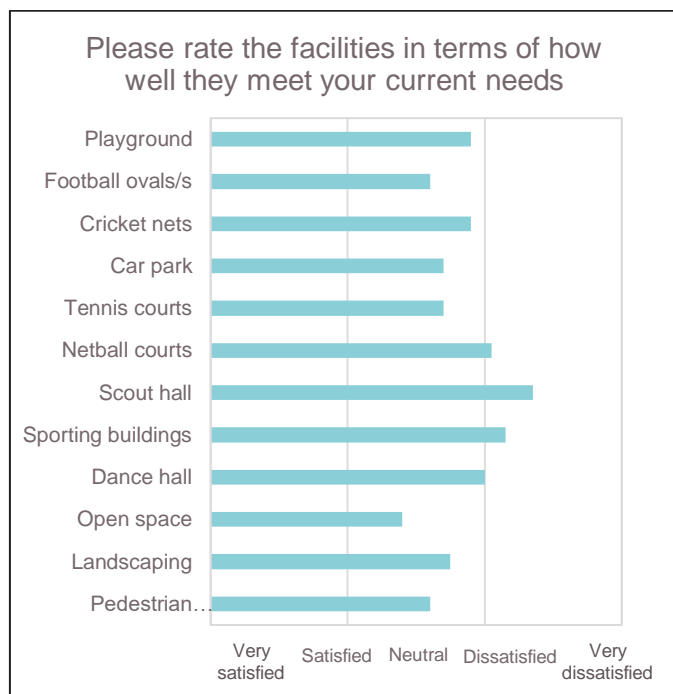 Please rate the facilities in terms of how
well they meet your current needs
Playground
Football ovals/s
Cricket nets
Car park
Tennis courts
Netball courts
Scout hall
Sporting buildings
Dance hall
Open space
Landscaping
Pedestrian…
Very
satisfied
Satisfied
Neutral
Dissatisfied
Very
dissatisfied